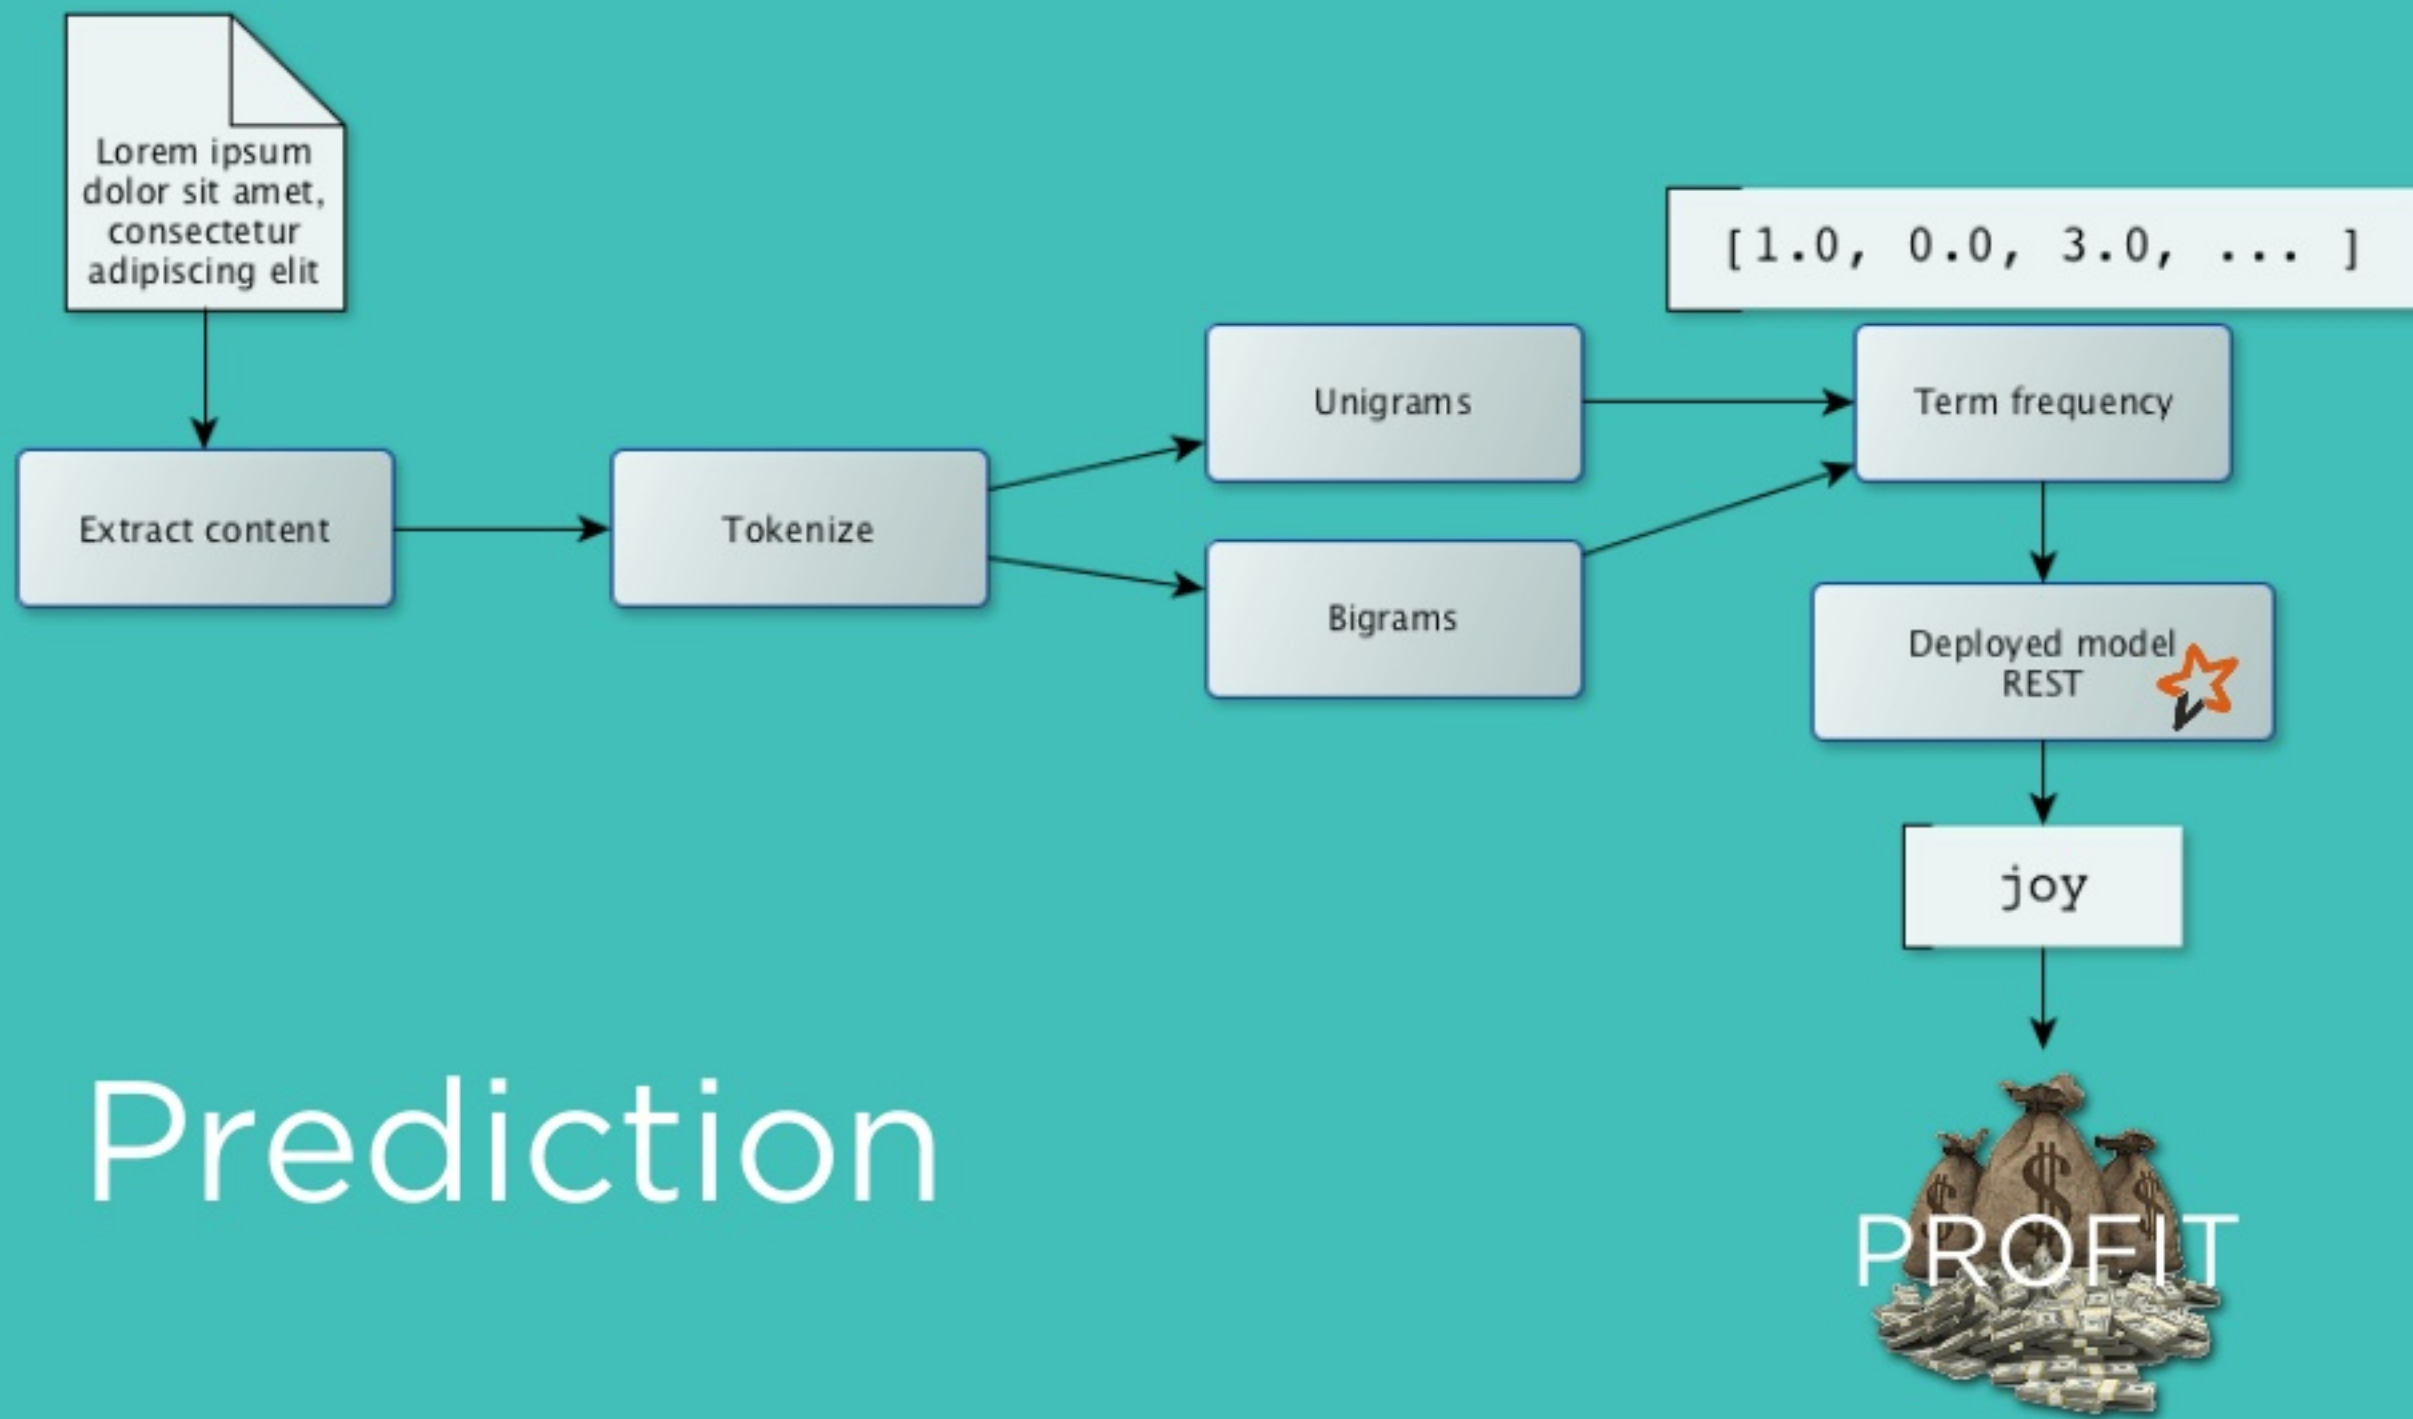 Lorem ipsum
dolor sit amet,
consectetur
adipiscing elit
[1.0, 0.0, 3.0, ... ]
Extract content
Tokenize
Unigrams
Bigrams
Term frequency
Deployed model
REST
joy
Prediction
$ $ $
PROFIT